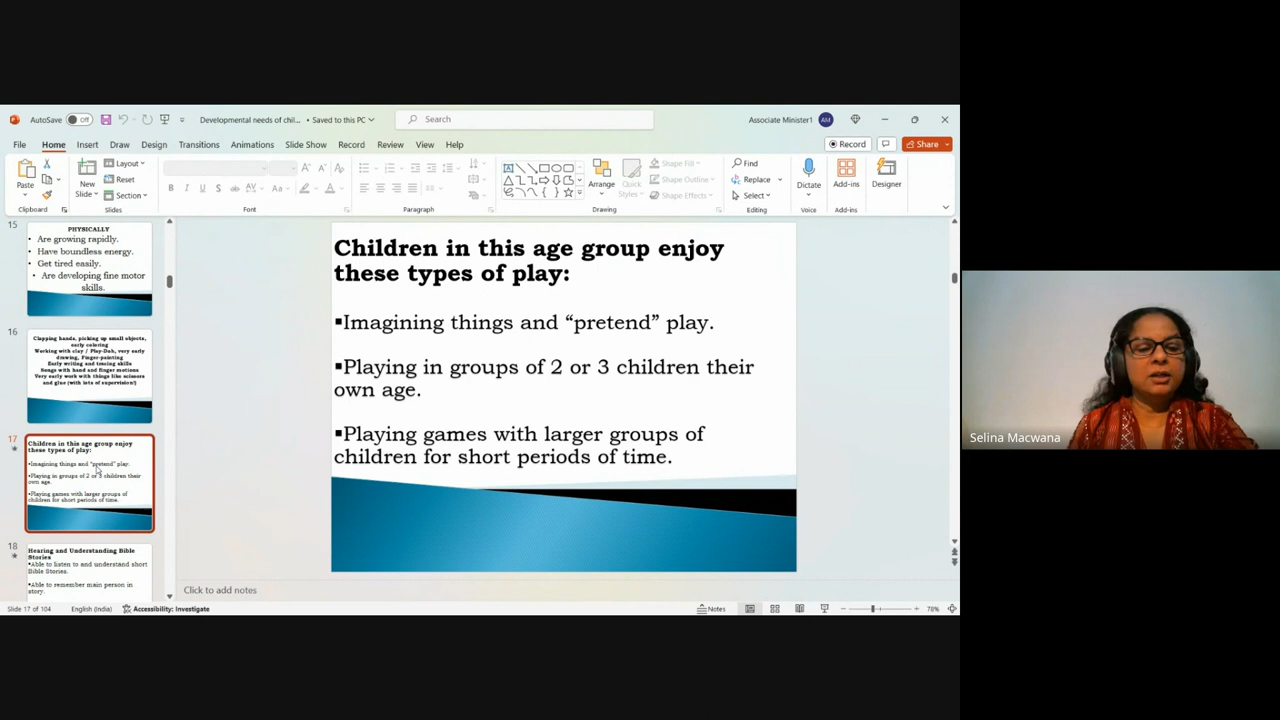 AutoSave Off Developmental needs of chil... • Saved to this PC Search Associate Minister1 AM
File Home Insert Draw Design Transitions Animations Slide Show Record Review View Help Record Share
Paste
Clipboard
New
Slide
Layout
Reset
Section
Slides
B I U S ab AV Aa A
Font
Paragraph
Arrange
Quick
Styles
Shape Fill
Shape Outline
Shape Effects
Drawing
Find
Replace
Select
Editing
Dictate
Voice
Add-ins
Add-ins
Designer
15
PHYSICALLY
• Are growing rapidly.
• Have boundless energy.
• Get tired easily.
• Are developing fine motor
skills.
16
Clapping hands, picking up small objects,
early coloring
Working with clay / Play-Doh, very early
drawing, Finger-painting
Early writing and tracing skills
Songs with hand and finger motions
Very early work with things like scissors
and glue (with lots of supervision!)
17
Children in this age group enjoy
these types of play:
▪Imagining things and "pretend" play.
▪Playing in groups of 2 or 3 children their
own age.
▪Playing games with larger groups of
children for short periods of time.
18
Hearing and Understanding Bible
Stories
▪Able to listen to and understand short
Bible Stories.
▪Able to remember main person in
story.
Children in this age group enjoy
these types of play:
▪Imagining things and “pretend” play.
▪Playing in groups of 2 or 3 children their
own age.
▪Playing games with larger groups of
children for short periods of time.
Click to add notes
Slide 17 of 104 English (India) Accessibility: Investigate Notes 78%
Selina Macwana